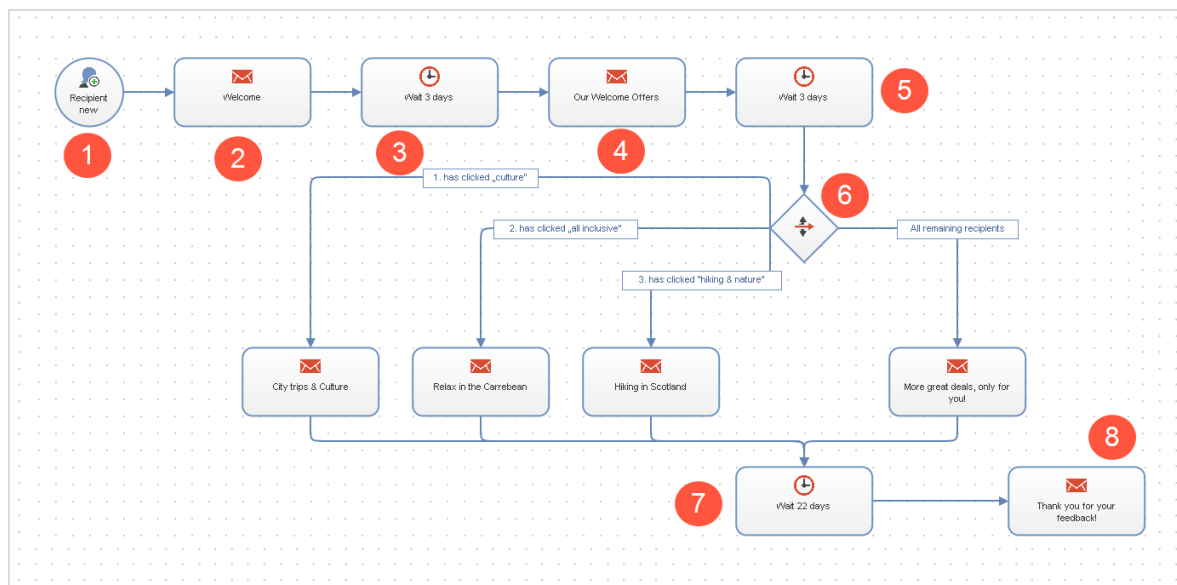 Recipient
new
Welcome
Wait 3 days
Our Welcome Offers
Wait 3 days
5
1
2
3
4
6
1. has clicked „culture"
2. has clicked „all inclusive"
All remaining recipients
3. has clicked "hiking & nature"
City trips & Culture
Relax in the Carrebean
Hiking in Scotland
More great deals, only for
you!
8
7
Wait 22 days
Thank you for your
feedback!